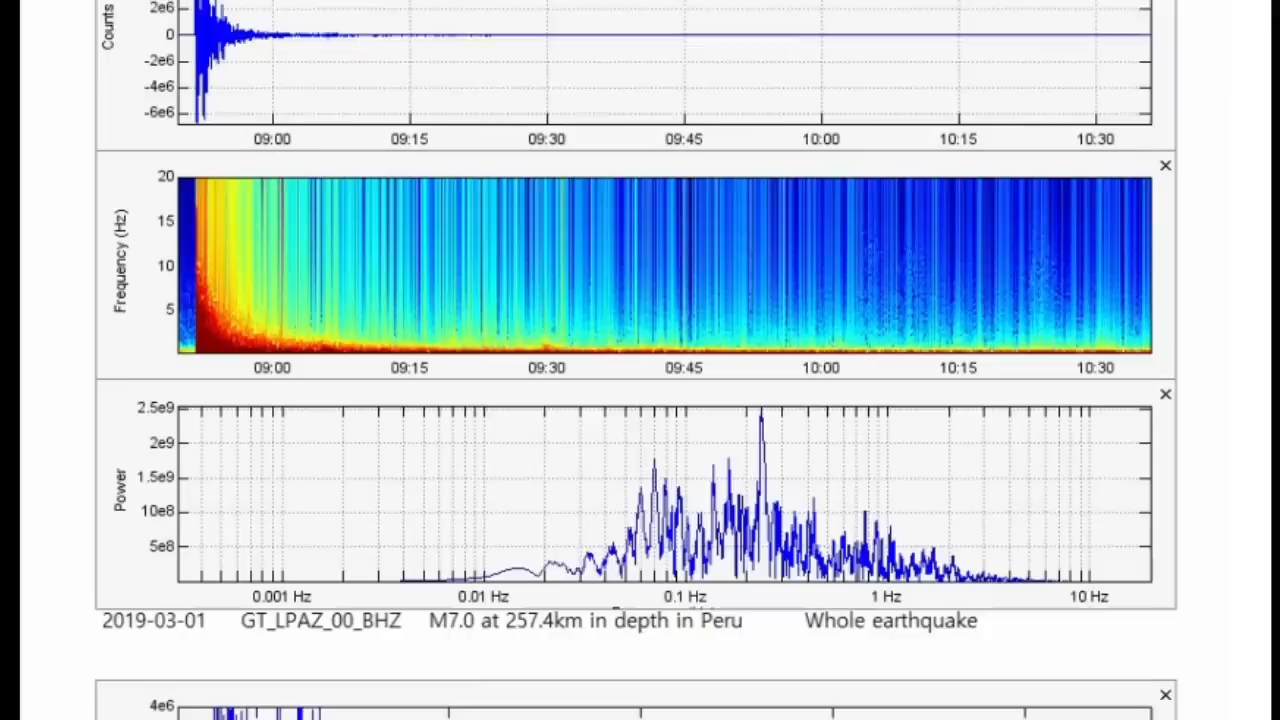 Counts
2e6
0
-2e6
-4e6
-6e6
09:00 09:15 09:30 09:45 10:00 10:15 10:30
×
Frequency (Hz)
20
15
10
5
09:00 09:15 09:30 09:45 10:00 10:15 10:30
×
Power
2.5e9
2e9
1.5e9
10e8
5e8
0.001 Hz 0.01 Hz 0.1 Hz 1 Hz 10 Hz
2019-03-01 GT_LPAZ_00_BHZ M7.0 at 257.4km in depth in Peru Whole earthquake
×
4e6